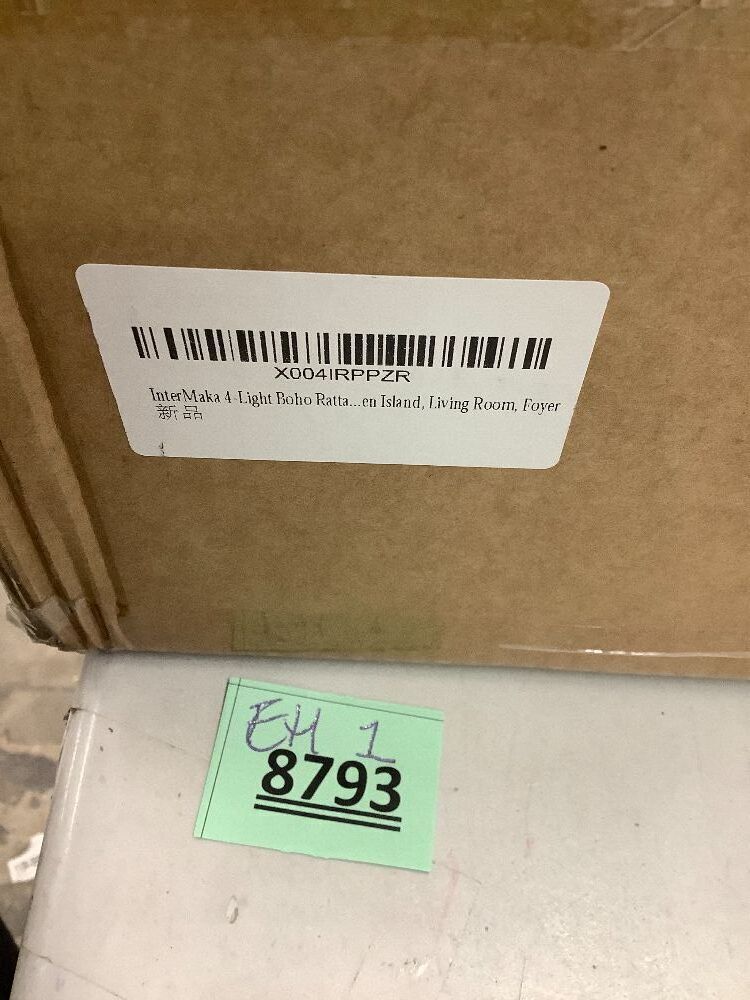 X004IRPPZR
InterMaka 4-Light Boho Ratta...en Island, Living Room, Foyer
新品
EH 1
8793